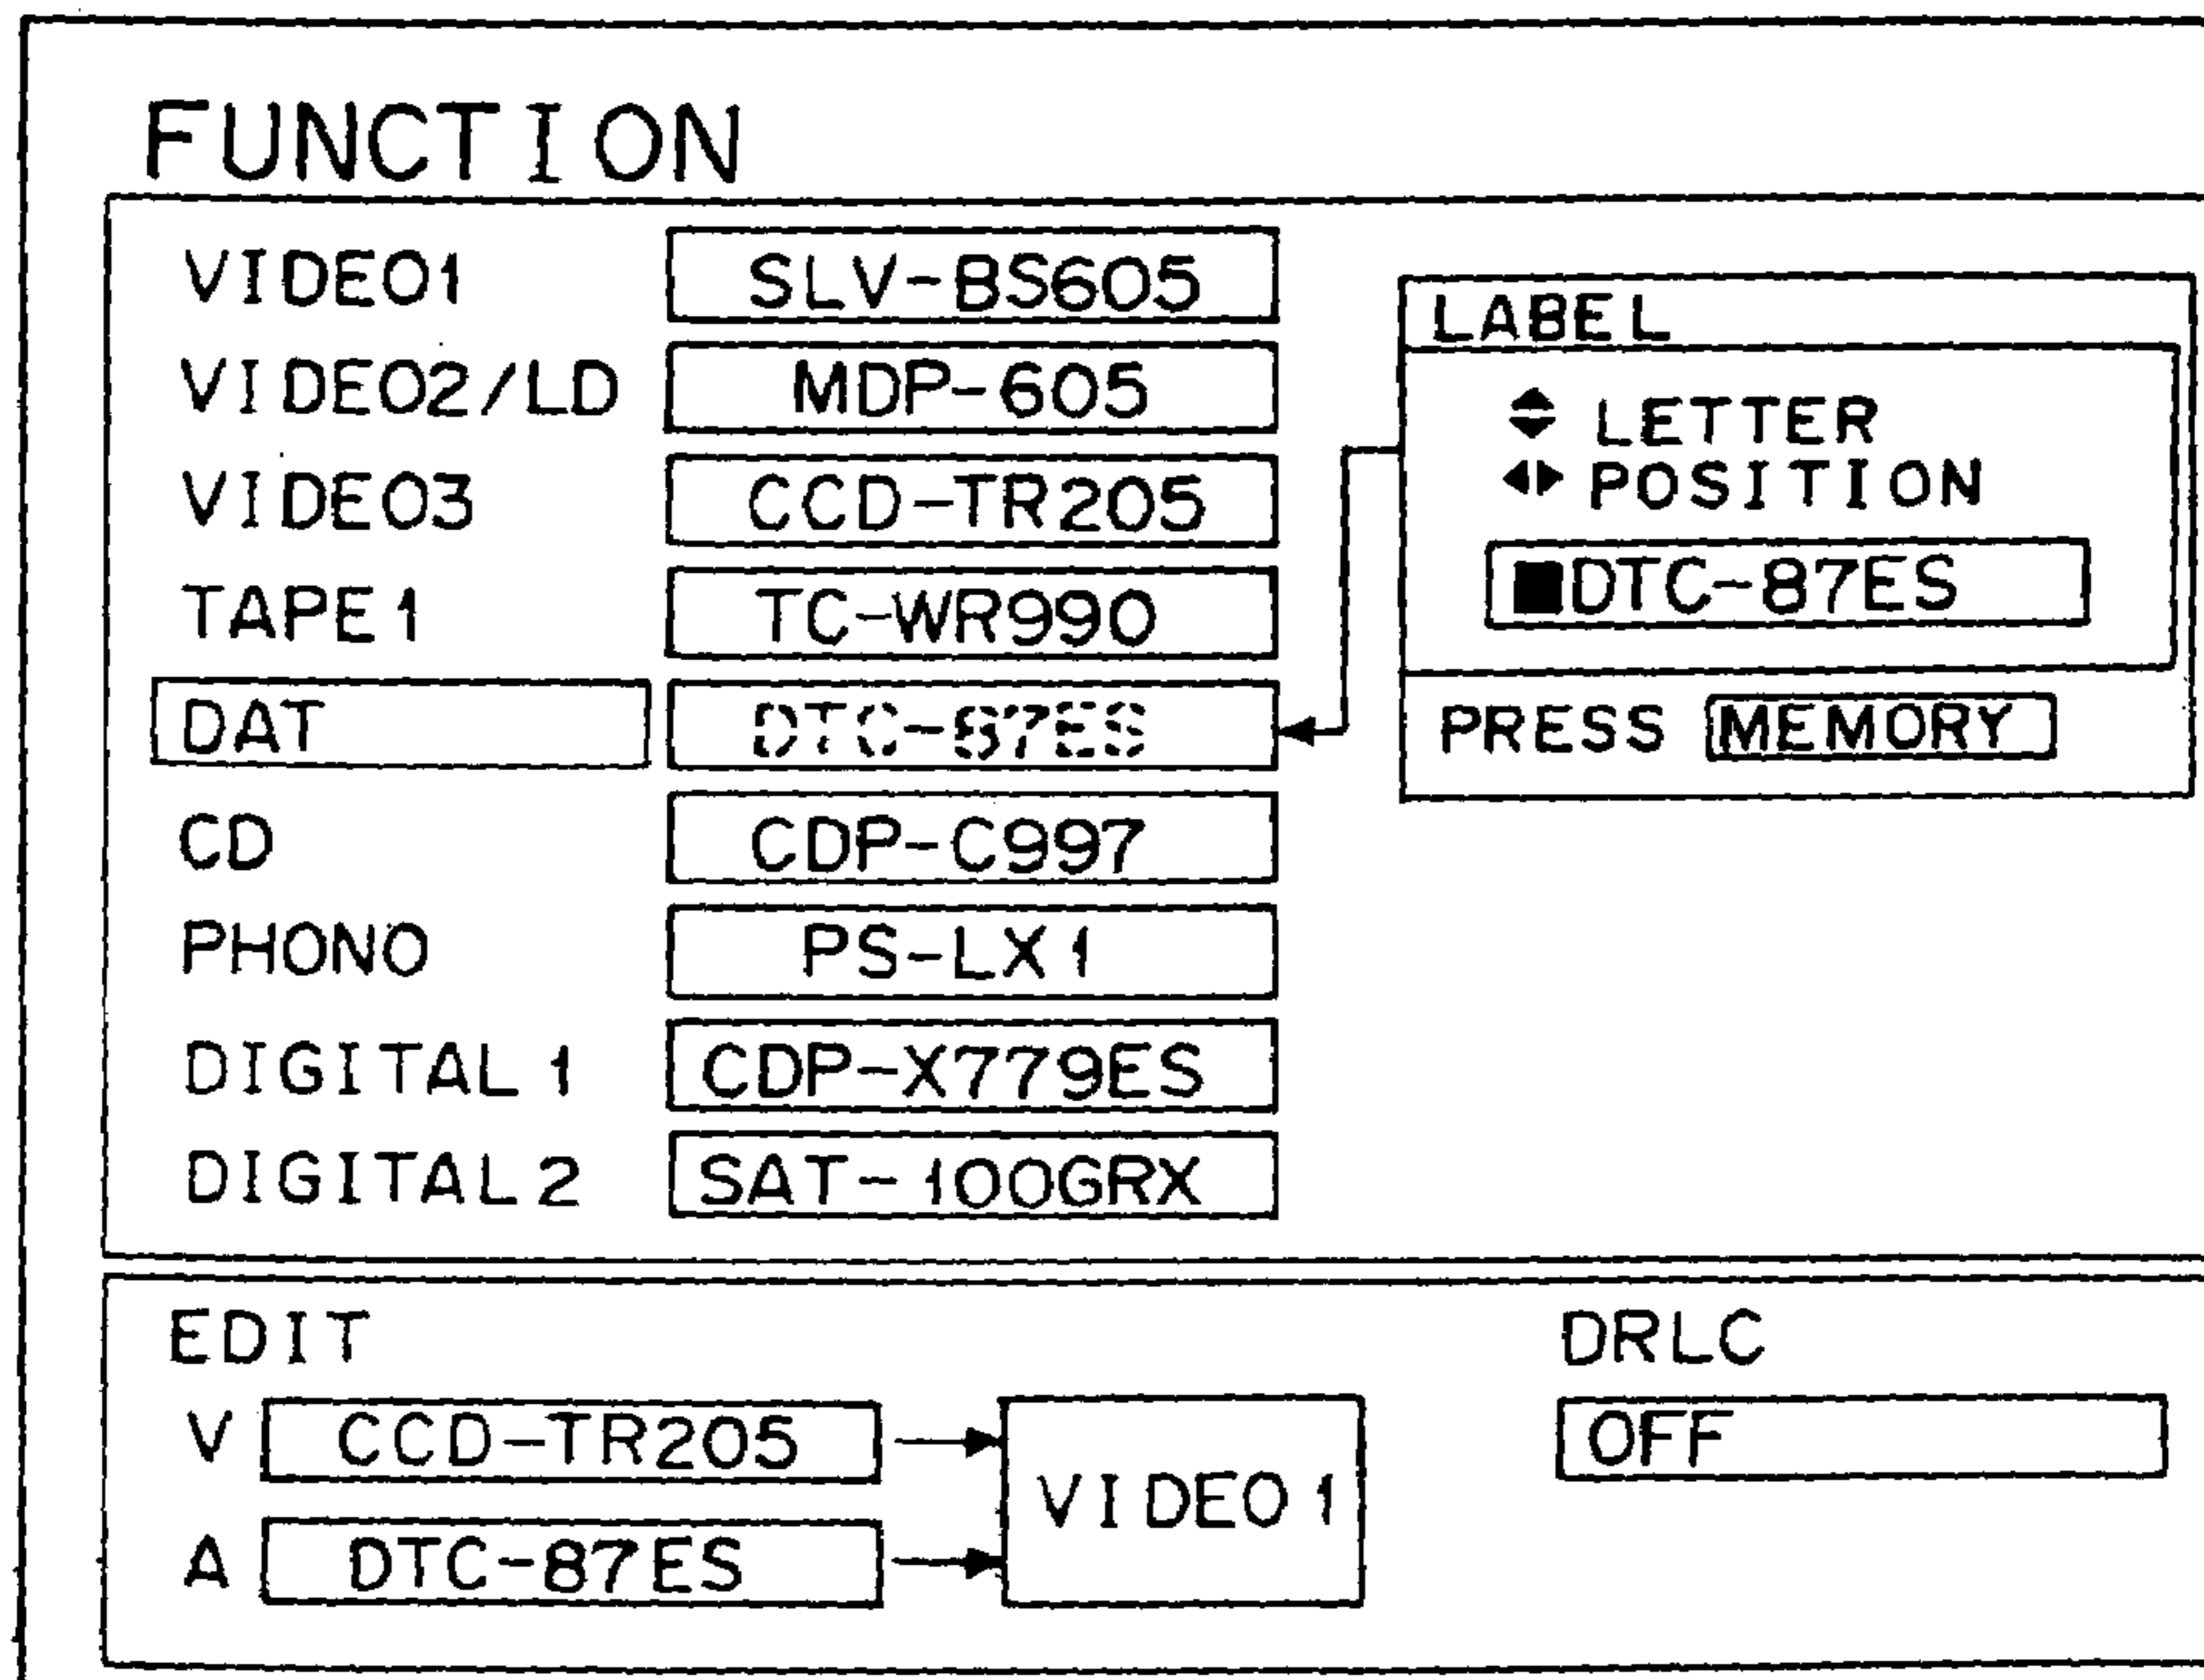 FUNCTION
VIDEO1 SLV-BS605
VIDEO2/LD MDP-605
VIDEO3 CCD-TR205
TAPE1 TC-WR990
DAT DTC-87ES
CD CDP-C997
PHONO PS-LX1
DIGITAL1 CDP-X779ES
DIGITAL2 SAT-100GRX
LABEL
LETTER
POSITION
DTC-87ES
PRESS MEMORY
EDIT
V CCD-TR205
A DTC-87ES
VIDEO1
DRLC
OFF